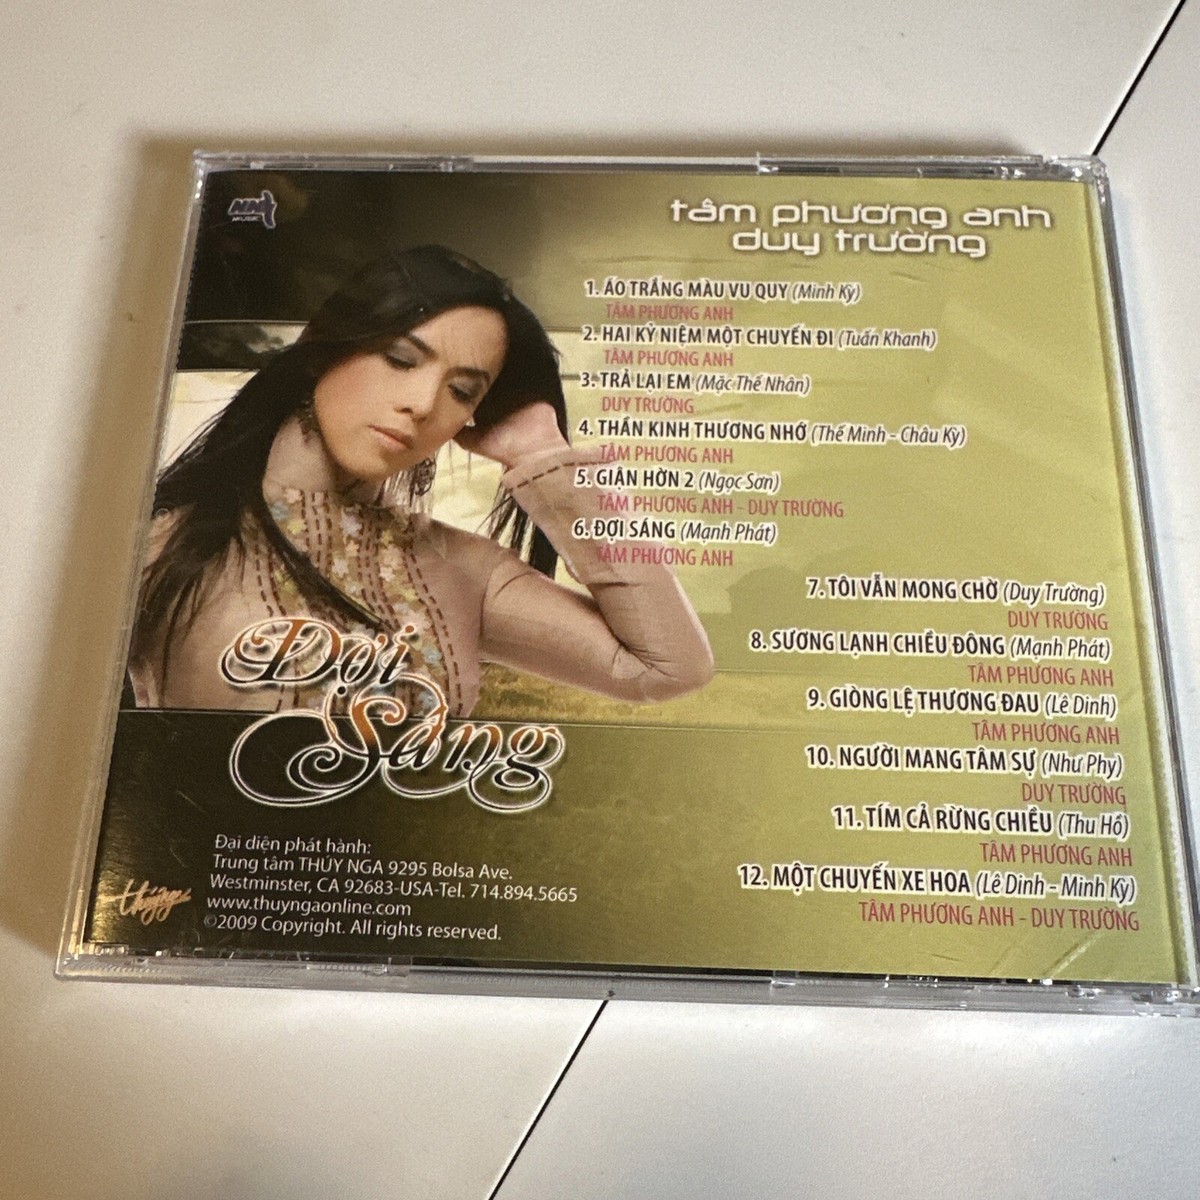 NNM
MUSIC
tâm phương anh
duy trường
1. ÁO TRẮNG MÀU VU QUY (Minh Kỳ)
TÂM PHƯƠNG ANH
2. HAI KỶ NIỆM MỘT CHUYẾN ĐI (Tuấn Khanh)
TÂM PHƯƠNG ANH
3. TRẢ LẠI EM (Mặc Thế Nhân)
DUY TRƯỜNG
4. THẦN KINH THƯƠNG NHỚ (Thế Minh - Châu Kỳ)
TÂM PHƯƠNG ANH
5. GIẬN HỜN 2 (Ngọc Sơn)
TÂM PHƯƠNG ANH - DUY TRƯỜNG
6. ĐỢI SÁNG (Mạnh Phát)
TÂM PHƯƠNG ANH
7. TÔI VẪN MONG CHỜ (Duy Trường)
DUY TRƯỜNG
8. SƯƠNG LẠNH CHIỀU ĐÔNG (Mạnh Phát)
TÂM PHƯƠNG ANH
9. GIÒNG LỆ THƯƠNG ĐAU (Lê Dinh)
TÂM PHƯƠNG ANH
10. NGƯỜI MANG TÂM SỰ (Như Phy)
DUY TRƯỜNG
11. TÍM CẢ RỪNG CHIỀU (Thu Hồ)
TÂM PHƯƠNG ANH
12. MỘT CHUYẾN XE HOA (Lê Dinh - Minh Kỳ)
TÂM PHƯƠNG ANH - DUY TRƯỜNG
Đợi
Sáng
Đại diện phát hành:
Trung tâm THÚY NGA 9295 Bolsa Ave.
Westminster, CA 92683-USA-Tel. 714.894.5665
www.thuyngaonline.com
©2009 Copyright. All rights reserved.
thúy nga